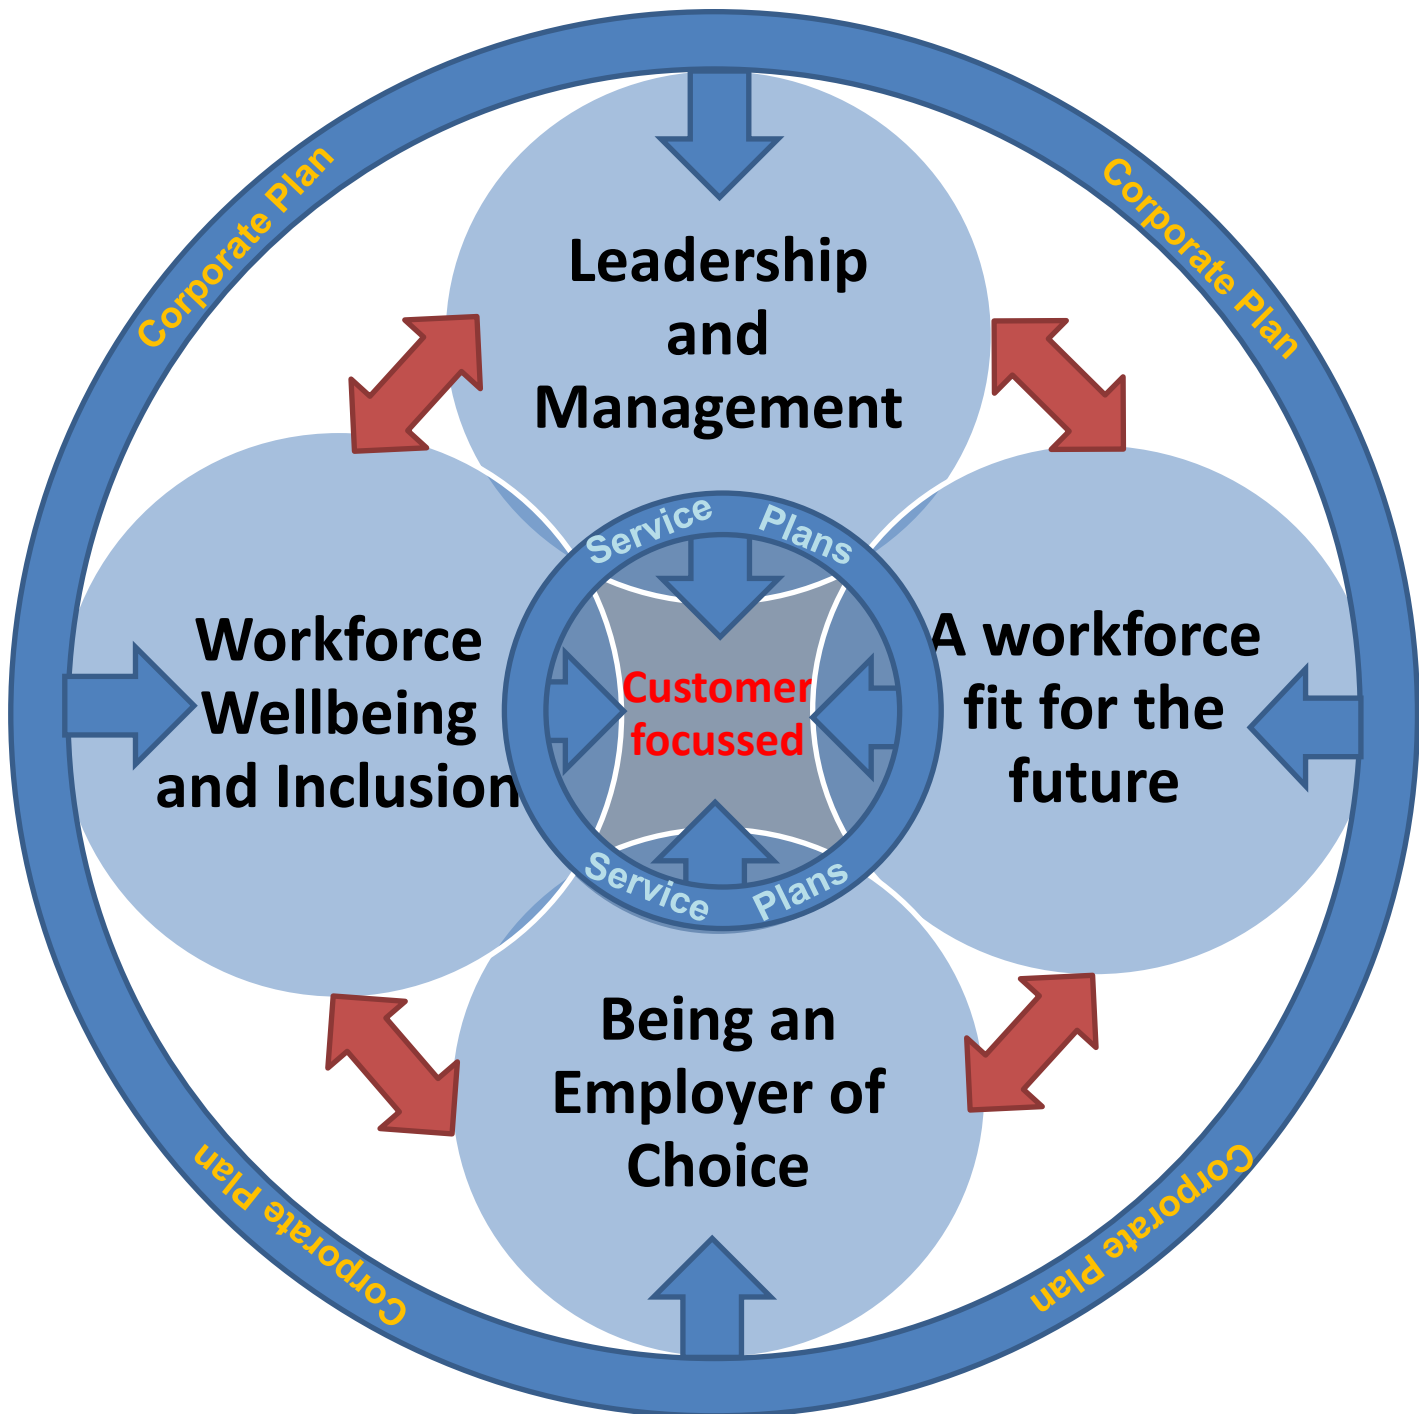 Corporate Plan
Corporate Plan
Leadership
and
Management
Service Plans
Workforce
Wellbeing
and Inclusion
Customer
focussed
A workforce
fit for the
future
Service Plans
Being an
Employer of
Choice
Corporate Plan
Corporate Plan